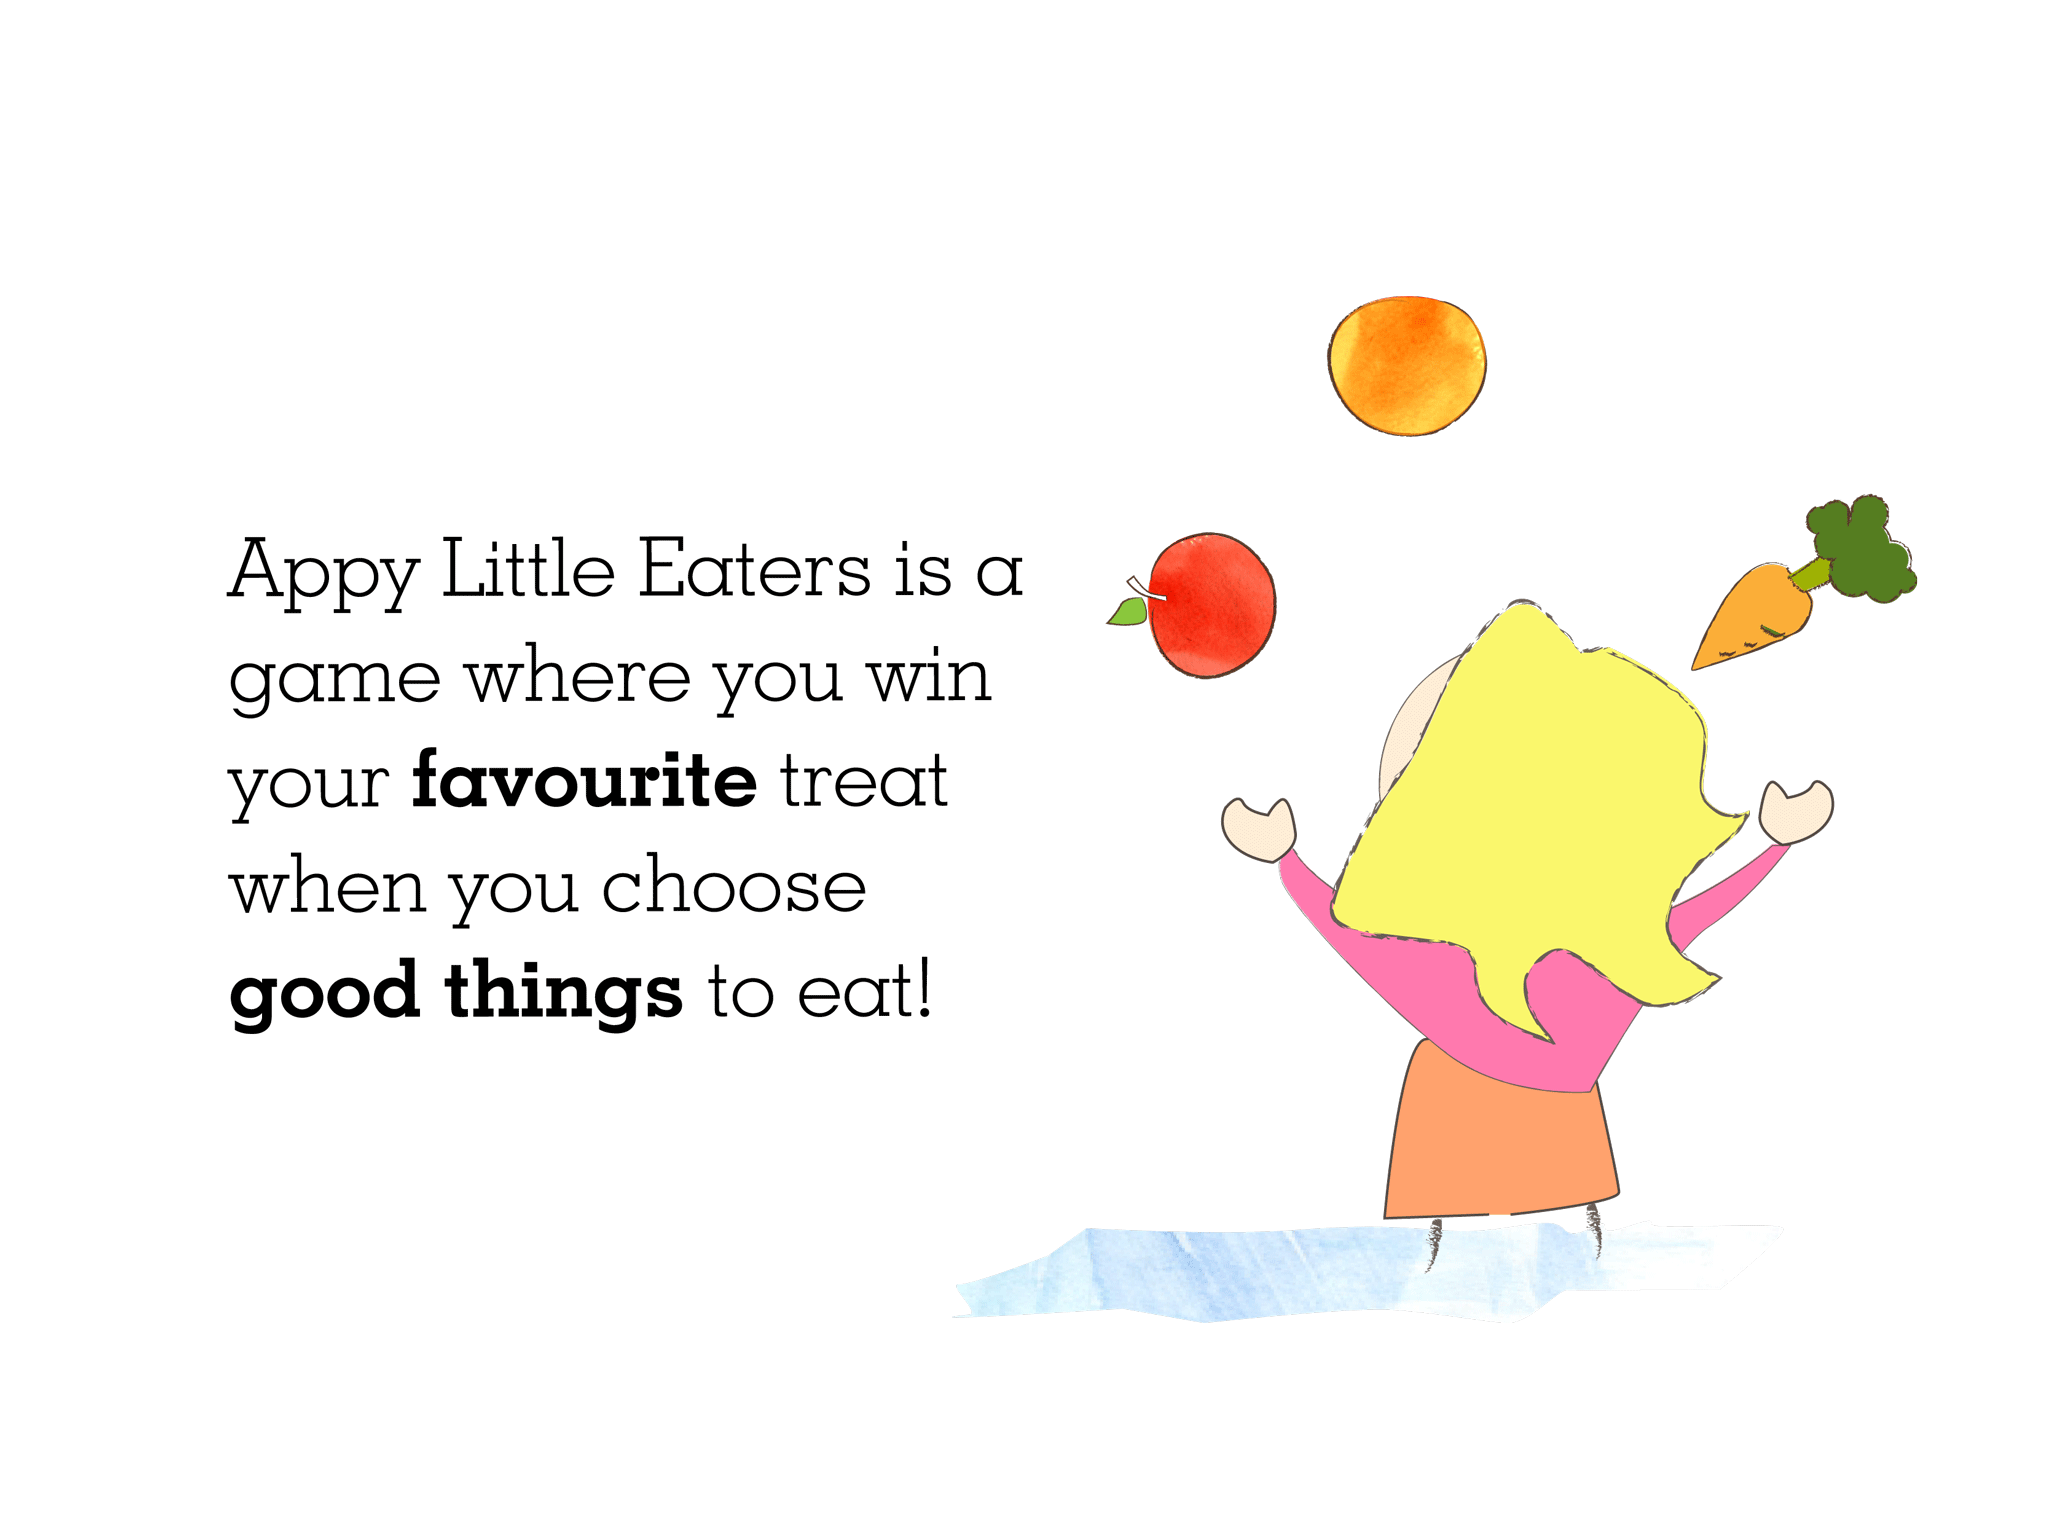 Appy Little Eaters is a
game where you win
your favourite treat
when you choose
good things to eat!